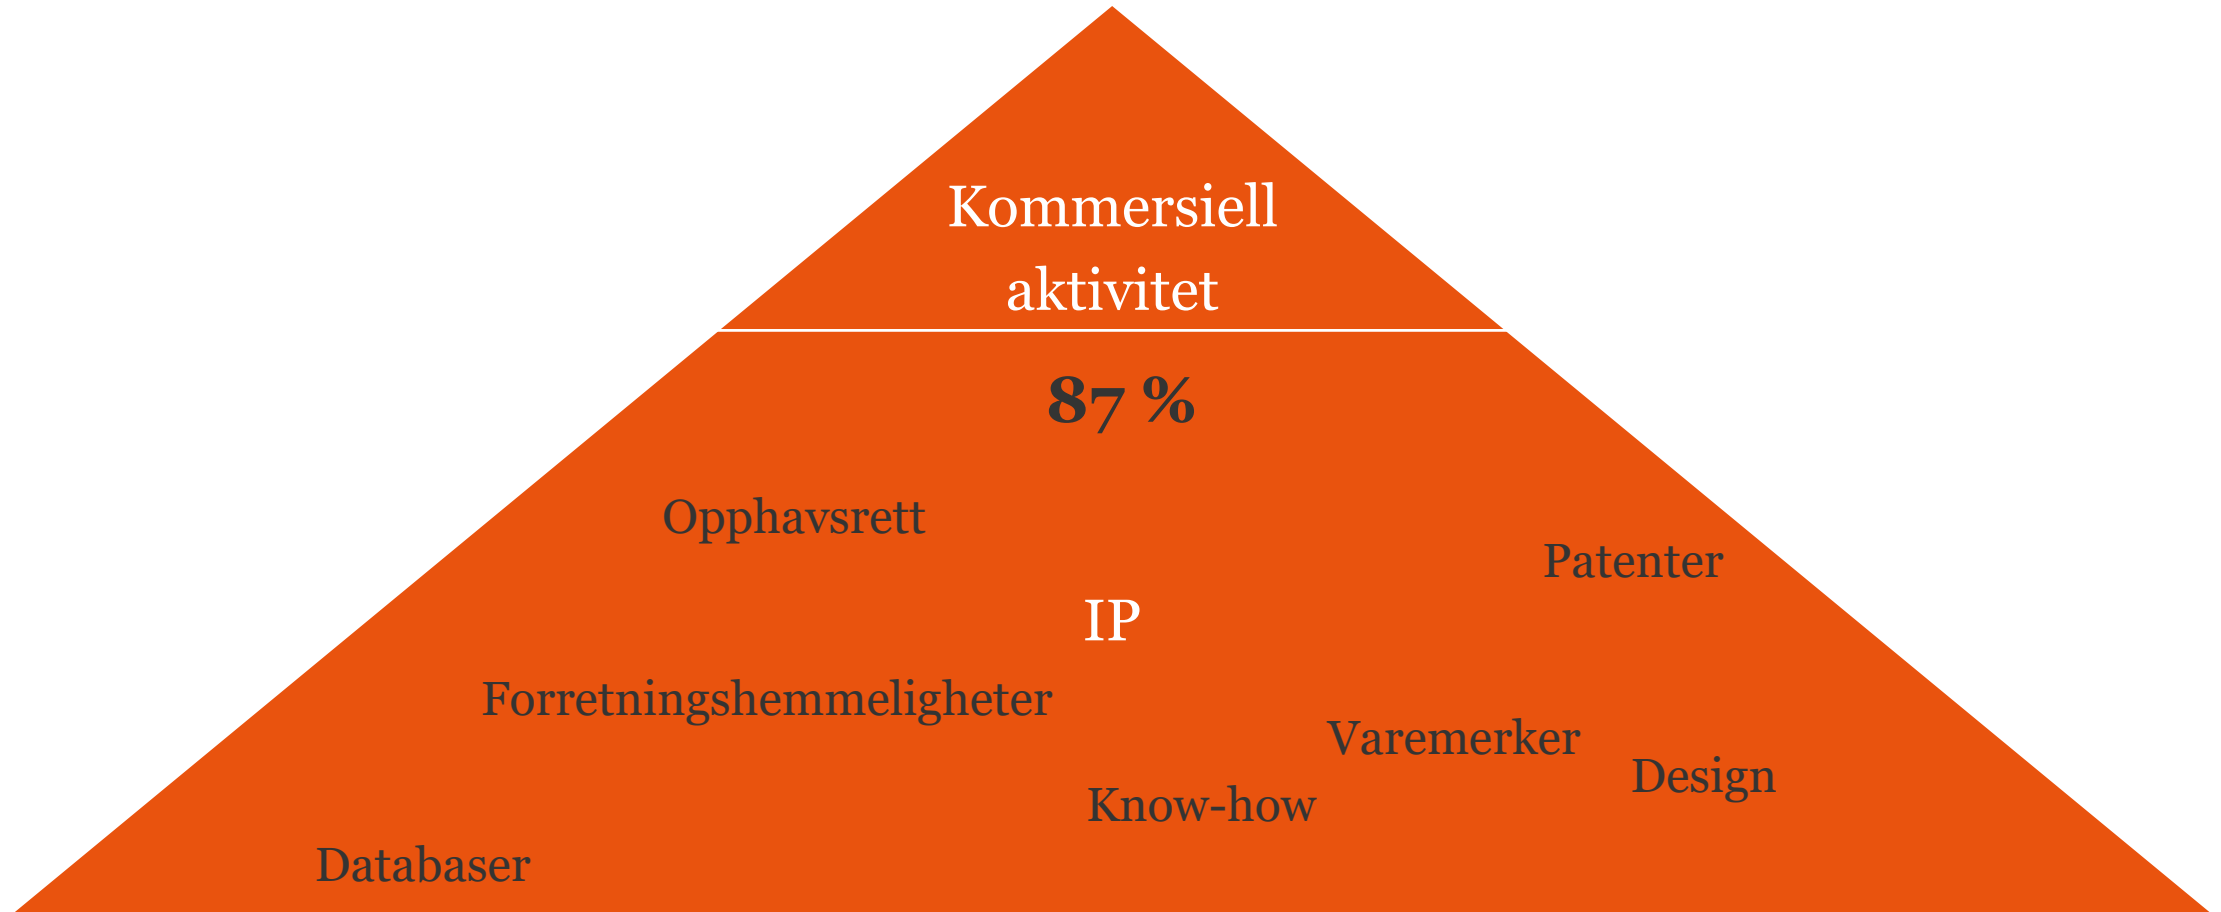 Kommersiell
aktivitet
87 %
Opphavsrett
Patenter
IP
Forretningshemmeligheter
Varemerker
Design
Know-how
Databaser